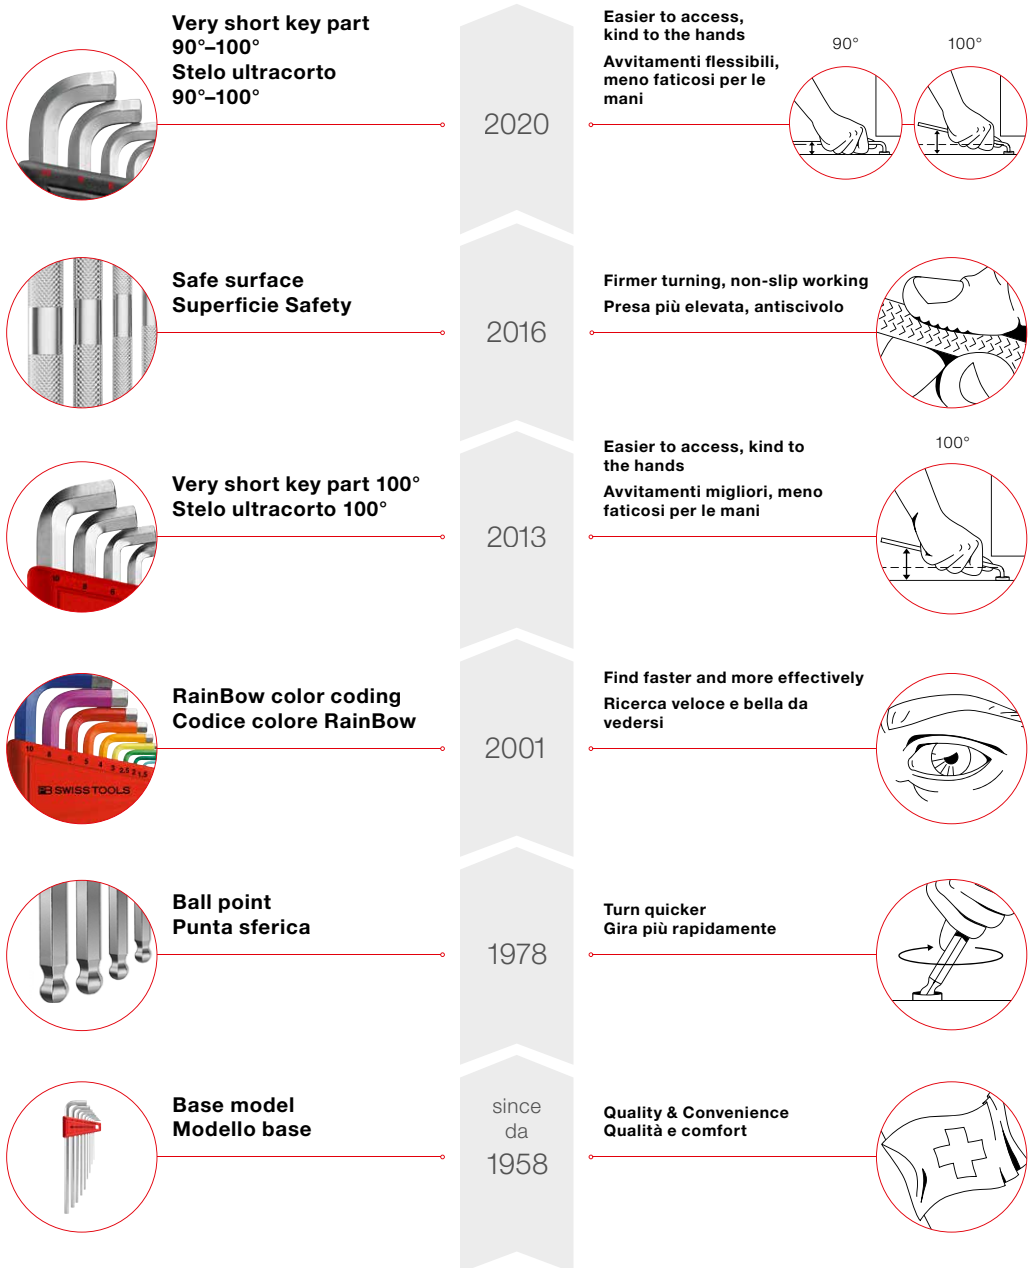 Very short key part
90°–100°
Stelo ultracorto
90°–100°
2020
Easier to access,
kind to the hands
Avvitamenti flessibili,
meno faticosi per le
mani
90°
100°
Safe surface
Superficie Safety
2016
Firmer turning, non-slip working
Presa più elevata, antiscivolo
Very short key part 100°
Stelo ultracorto 100°
10 8 6
2013
Easier to access, kind to
the hands
Avvitamenti migliori, meno
faticosi per le mani
100°
RainBow color coding
Codice colore RainBow
10 8 6 5 4 3 2,5 2 1,5
PB SWISS TOOLS
2001
Find faster and more effectively
Ricerca veloce e bella da
vedersi
Ball point
Punta sferica
1978
Turn quicker
Gira più rapidamente
Base model
Modello base
since
da
1958
Quality & Convenience
Qualità e comfort